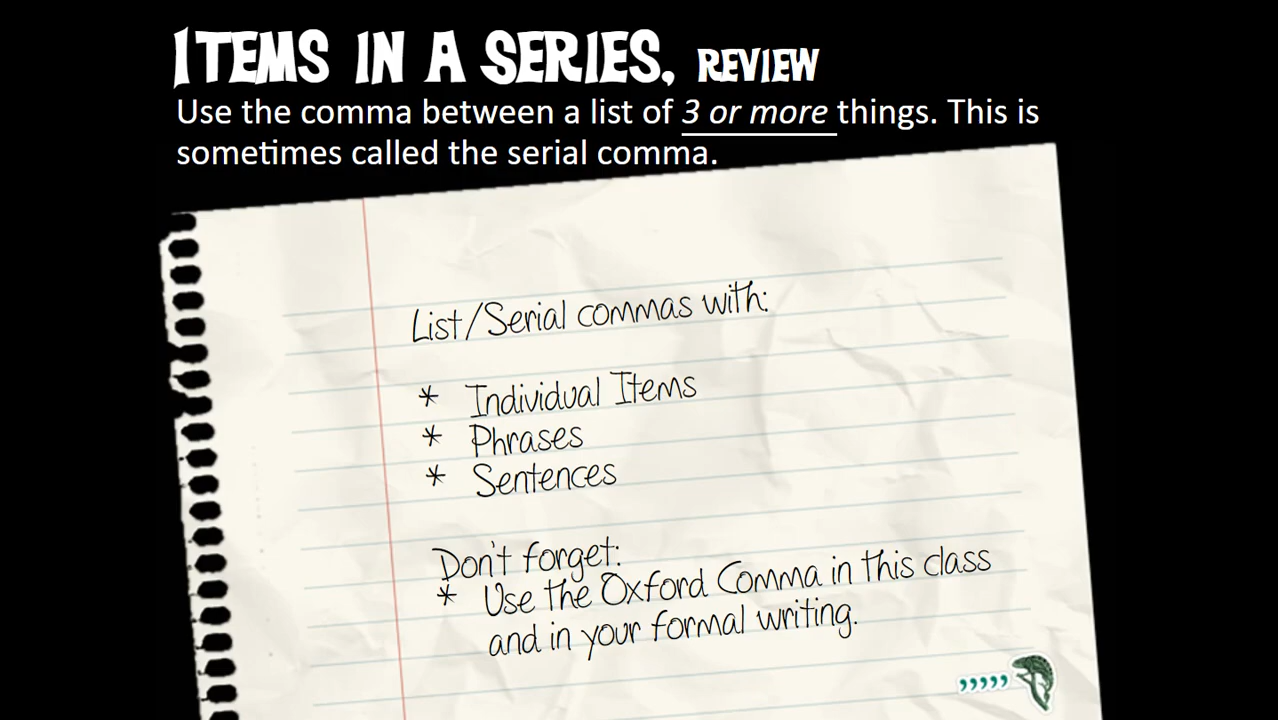 ITEMS IN A SERIES, REVIEW
Use the comma between a list of 3 or more things. This is
sometimes called the serial comma.
List/Serial commas with:
* Individual Items
* Phrases
* Sentences
Don't forget:
* Use the Oxford Comma in this class
and in your formal writing.
,,,,,